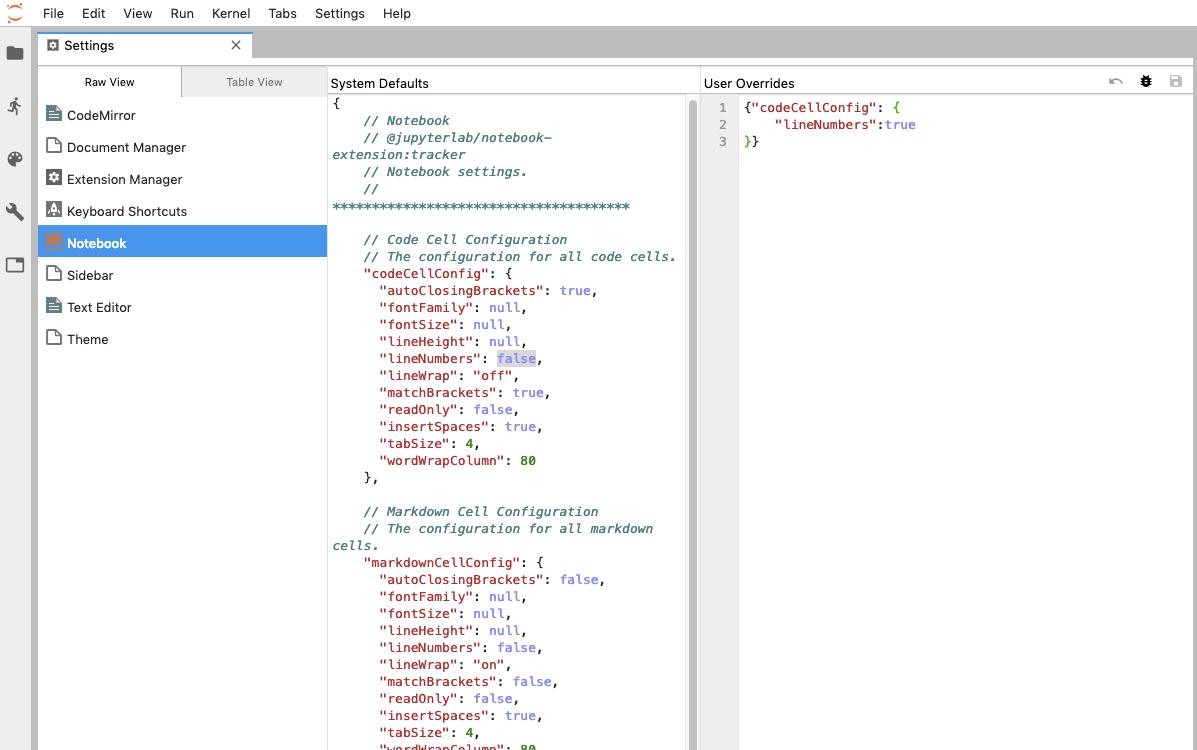 File Edit View Run Kernel Tabs Settings Help
Settings
Raw View
Table View
CodeMirror
Document Manager
Extension Manager
Keyboard Shortcuts
Notebook
Sidebar
Text Editor
Theme
System Defaults
{
// Notebook
// @jupyterlab/notebook-
extension:tracker
// Notebook settings.
//
**************************************
// Code Cell Configuration
// The configuration for all code cells.
"codeCellConfig": {
"autoClosingBrackets": true,
"fontFamily": null,
"fontSize": null,
"lineHeight": null,
"lineNumbers": false,
"lineWrap": "off",
"matchBrackets": true,
"readOnly": false,
"insertSpaces": true,
"tabSize": 4,
"wordWrapColumn": 80
},
// Markdown Cell Configuration
// The configuration for all markdown
cells.
"markdownCellConfig": {
"autoClosingBrackets": false,
"fontFamily": null,
"fontSize": null,
"lineHeight": null,
"lineNumbers": false,
"lineWrap": "on",
"matchBrackets": false,
"readOnly": false,
"insertSpaces": true,
"tabSize": 4,
"wordWrapColumn": 80
User Overrides
1 {"codeCellConfig": {
2 "lineNumbers":true
3 }}